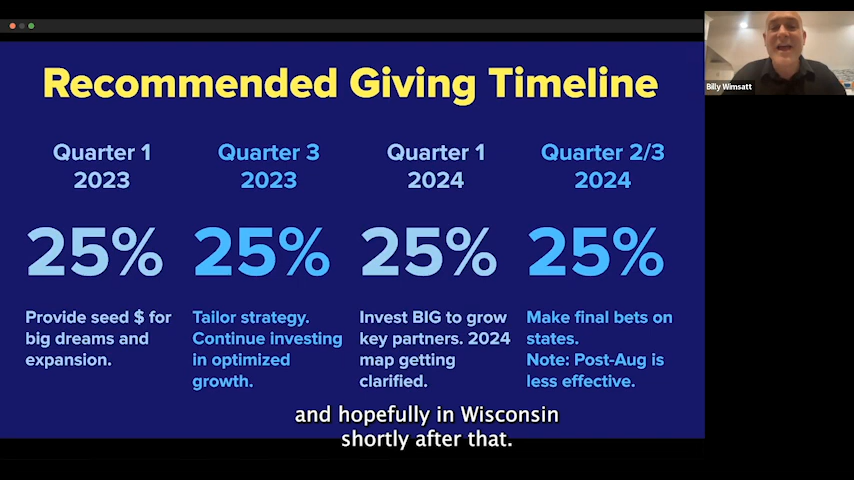 Recommended Giving Timeline
Quarter 1
2023
25%
Provide seed $ for
big dreams and
expansion.
Quarter 3
2023
25%
Tailor strategy.
Continue investing
in optimized
growth.
Quarter 1
2024
25%
Invest BIG to grow
key partners. 2024
map getting
clarified.
Quarter 2/3
2024
25%
Make final bets on
states.
Note: Post-Aug is
less effective.
and hopefully in Wisconsin
shortly after that.
Billy Wimsatt